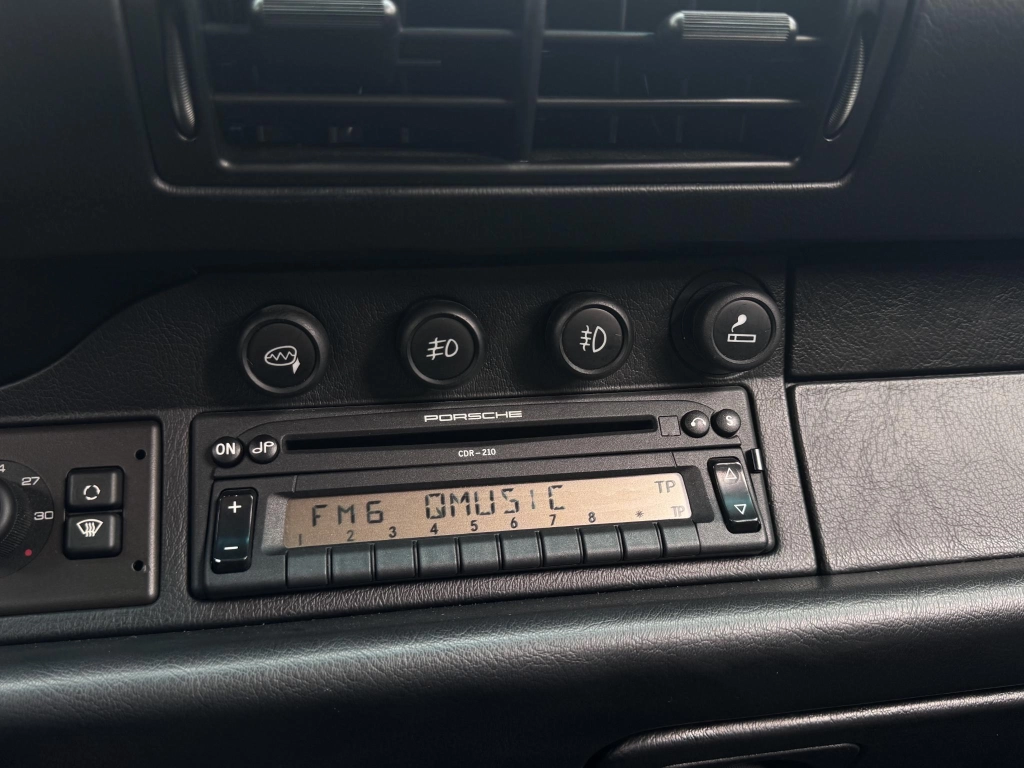 PORSCHE
ON
S
CDR-210
+
FM6 QMUSIC TP
1 2 3 4 5 6 7 8 * TP
−
27
30